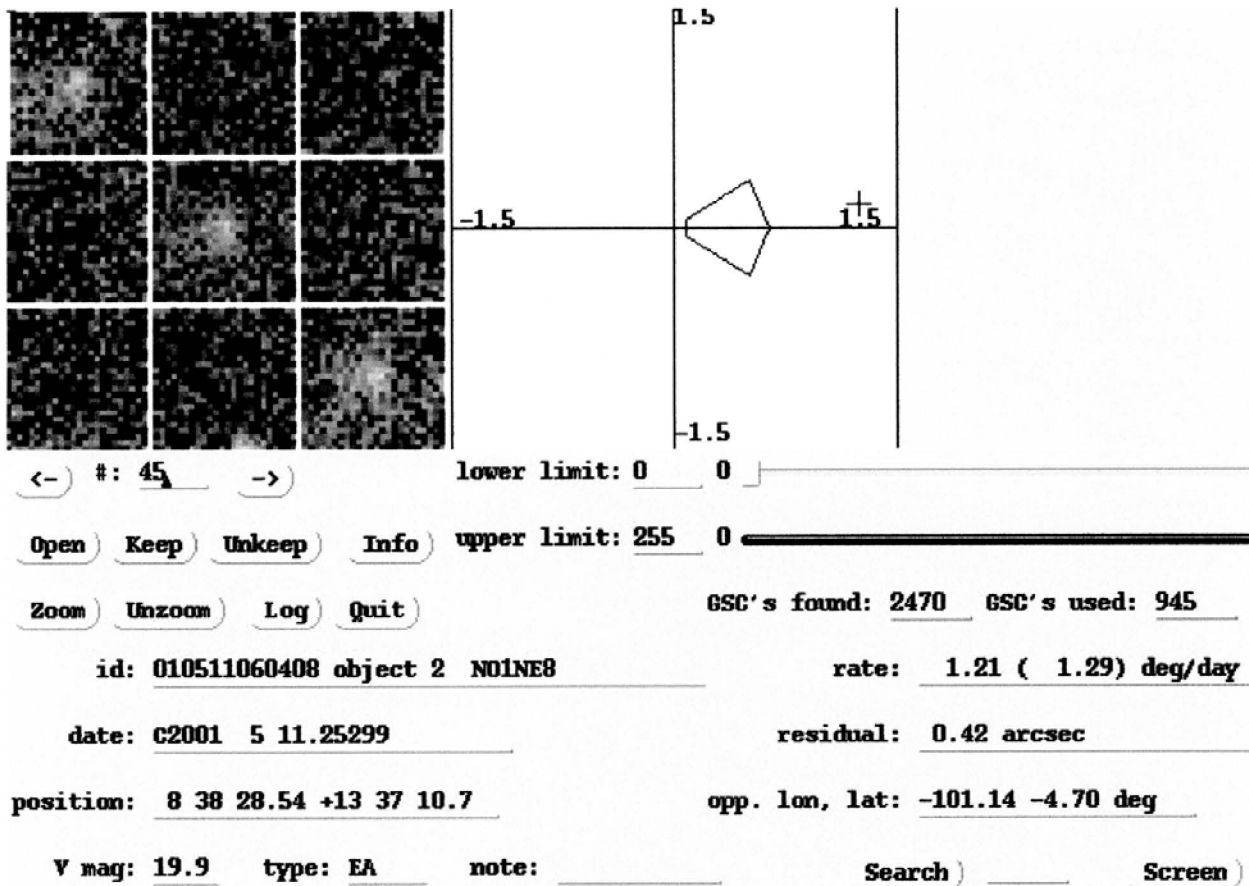 1.5
-1.5 1.5
-1.5
<- #: 45 -> lower limit: 0 0
Open Keep Unkeep Info upper limit: 255 0
Zoom Unzoom Log Quit GSC's found: 2470 GSC's used: 945
id: 010511060408 object 2 N01NE8 rate: 1.21 ( 1.29) deg/day
date: C2001 5 11.25299 residual: 0.42 arcsec
position: 8 38 28.54 +13 37 10.7 opp. lon, lat: -101.14 -4.70 deg
V mag: 19.9 type: EA note: Search Screen